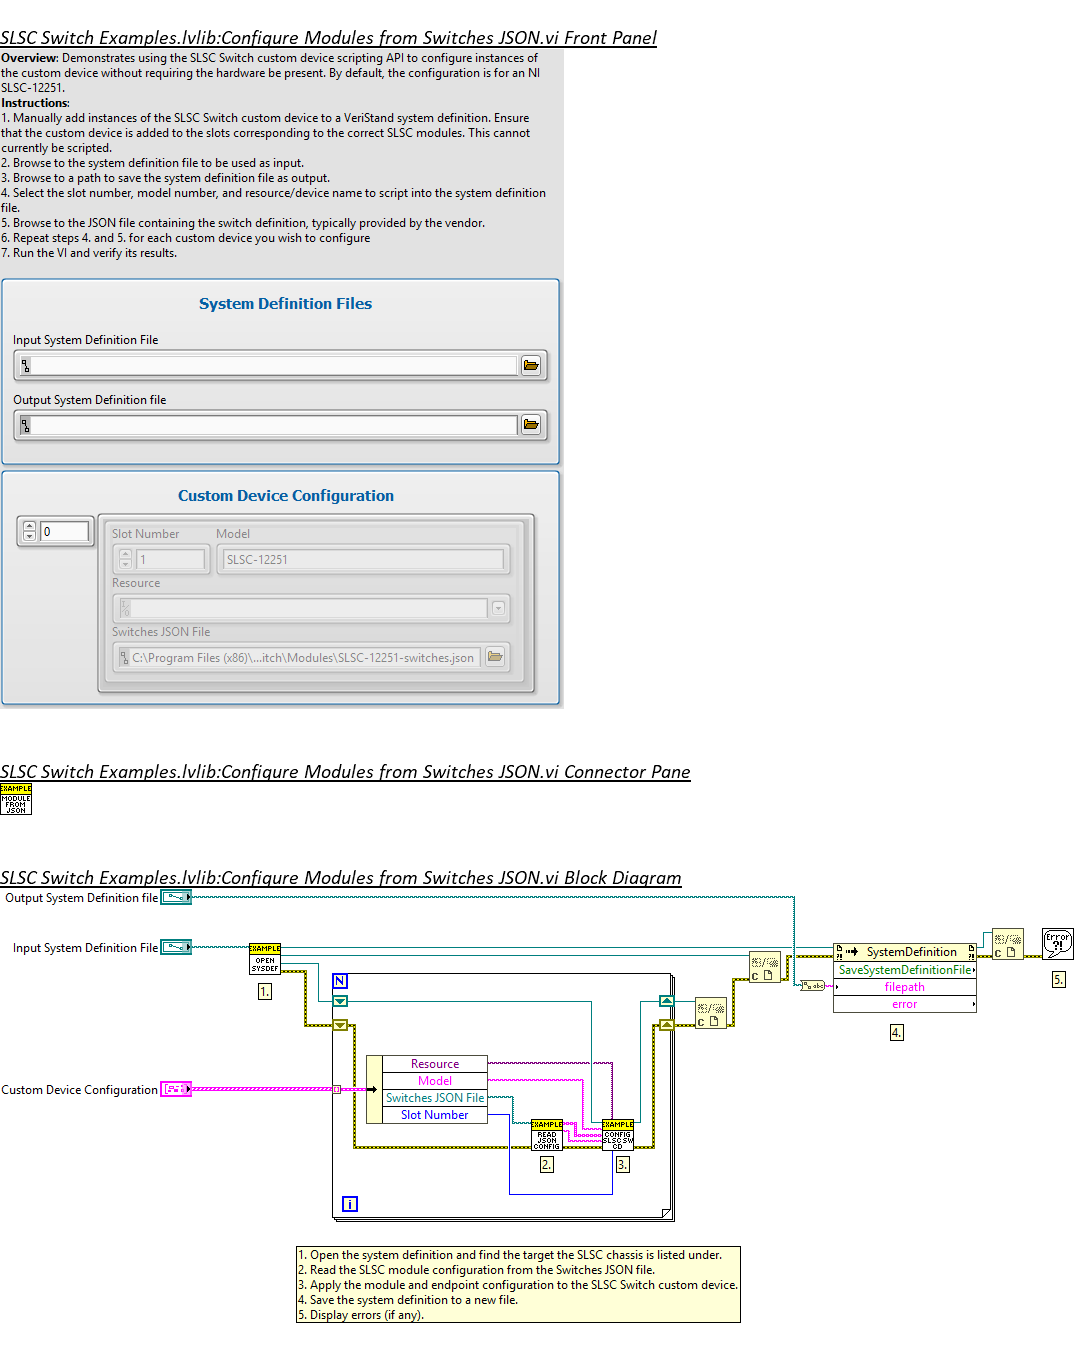 SLSC Switch Examples.lvlib:Configure Modules from Switches JSON.vi Front Panel
Overview: Demonstrates using the SLSC Switch custom device scripting API to configure instances of
the custom device without requiring the hardware be present. By default, the configuration is for an NI
SLSC-12251.
Instructions:
1. Manually add instances of the SLSC Switch custom device to a VeriStand system definition. Ensure
that the custom device is added to the slots corresponding to the correct SLSC modules. This cannot
currently be scripted.
2. Browse to the system definition file to be used as input.
3. Browse to a path to save the system definition file as output.
4. Select the slot number, model number, and resource/device name to script into the system definition
file.
5. Browse to the JSON file containing the switch definition, typically provided by the vendor.
6. Repeat steps 4. and 5. for each custom device you wish to configure
7. Run the VI and verify its results.
System Definition Files
Input System Definition File
Output System Definition file
Custom Device Configuration
0
Slot Number Model
1 SLSC-12251
Resource
Switches JSON File
C:\Program Files (x86)\...itch\Modules\SLSC-12251-switches.json
SLSC Switch Examples.lvlib:Configure Modules from Switches JSON.vi Connector Pane
EXAMPLE
MODULE
FROM
JSON
SLSC Switch Examples.lvlib:Configure Modules from Switches JSON.vi Block Diagram
Output System Definition file
Input System Definition File
EXAMPLE
OPEN
SYSDEF
1.
N
SystemDefinition
SaveSystemDefinitionFile
filepath
error
abc
4.
Error
?!
5.
Custom Device Configuration
Resource
Model
Switches JSON File
Slot Number
EXAMPLE
READ
JSON
CONFIG
2.
EXAMPLE
CONFIG
SLSC SW
CD
3.
i
1. Open the system definition and find the target the SLSC chassis is listed under.
2. Read the SLSC module configuration from the Switches JSON file.
3. Apply the module and endpoint configuration to the SLSC Switch custom device.
4. Save the system definition to a new file.
5. Display errors (if any).